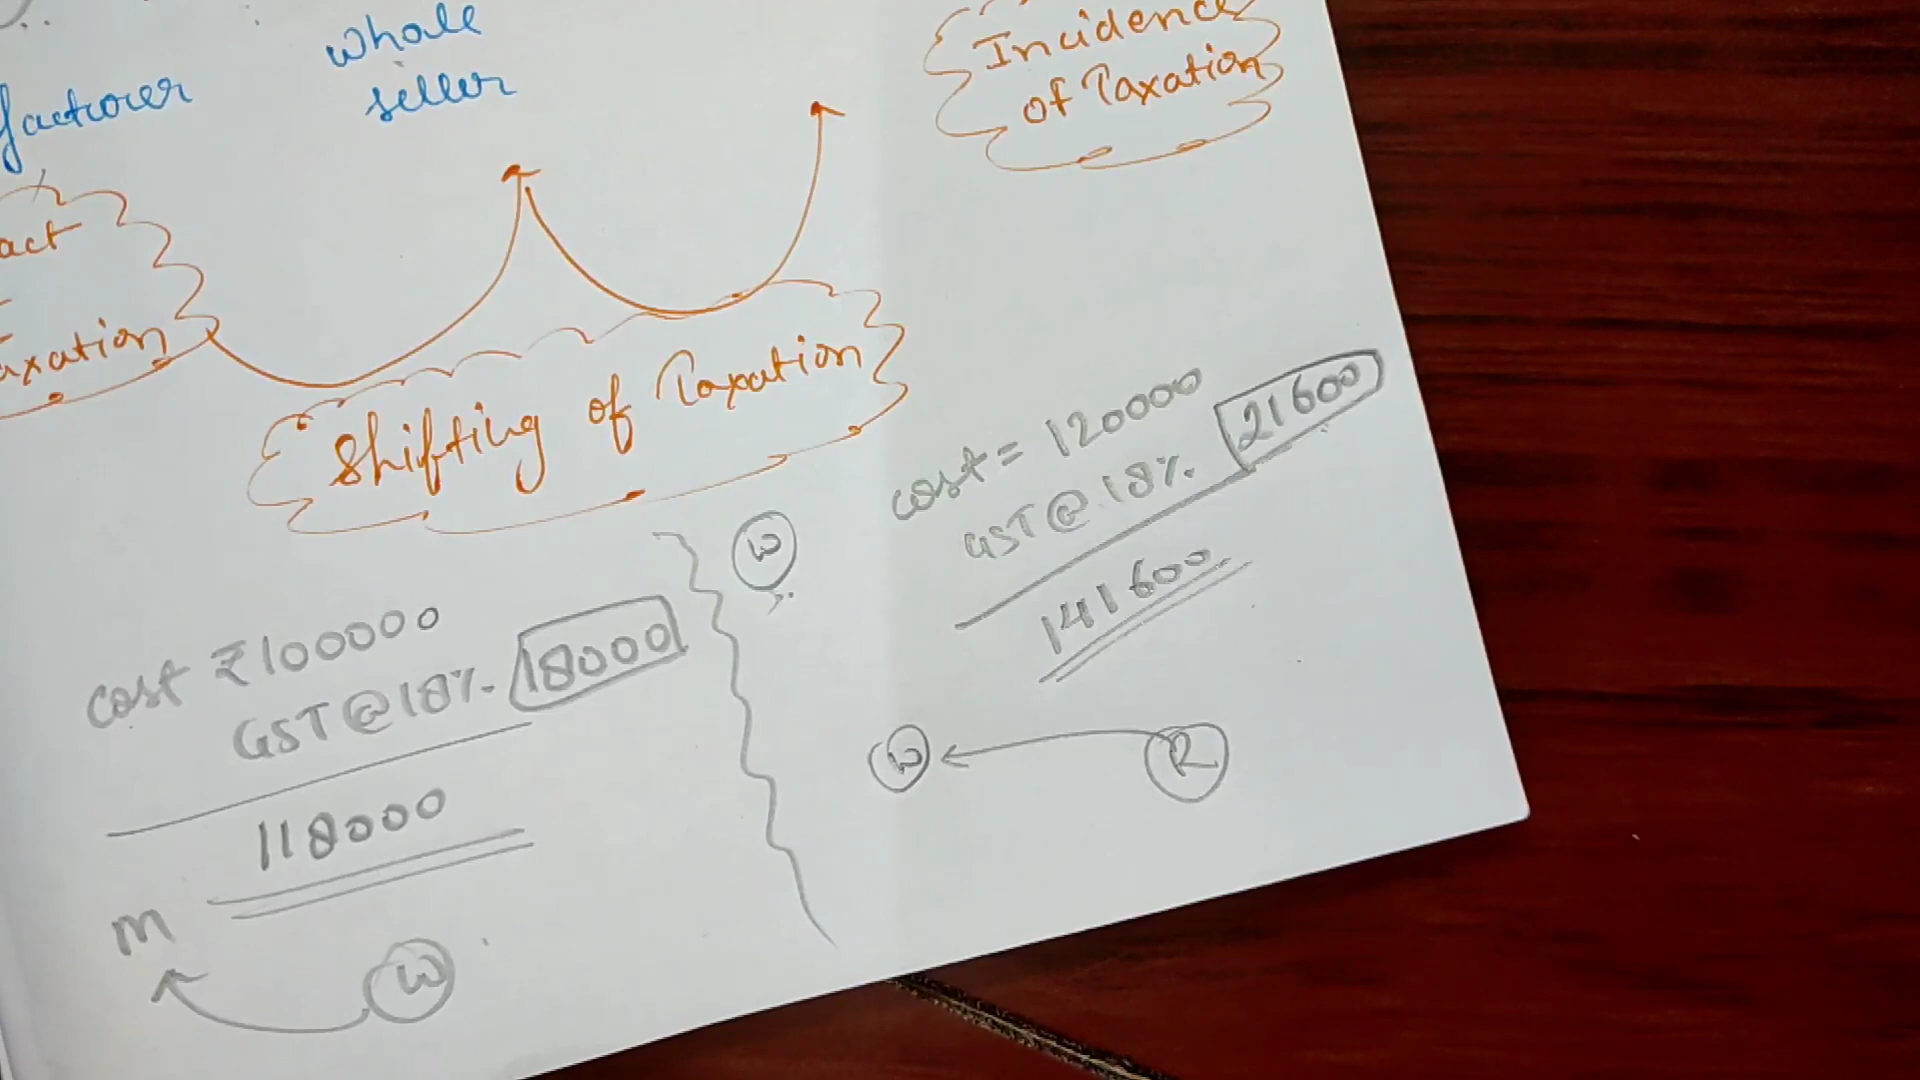 whole
seller
facturer
Incidenc
of Taxation
act
axation
Shifting of Taxation
cost ₹100000
GST@18%. 18000
118000
m
W
W
cost = 120000
GST@18%. 21600
141600
W
R